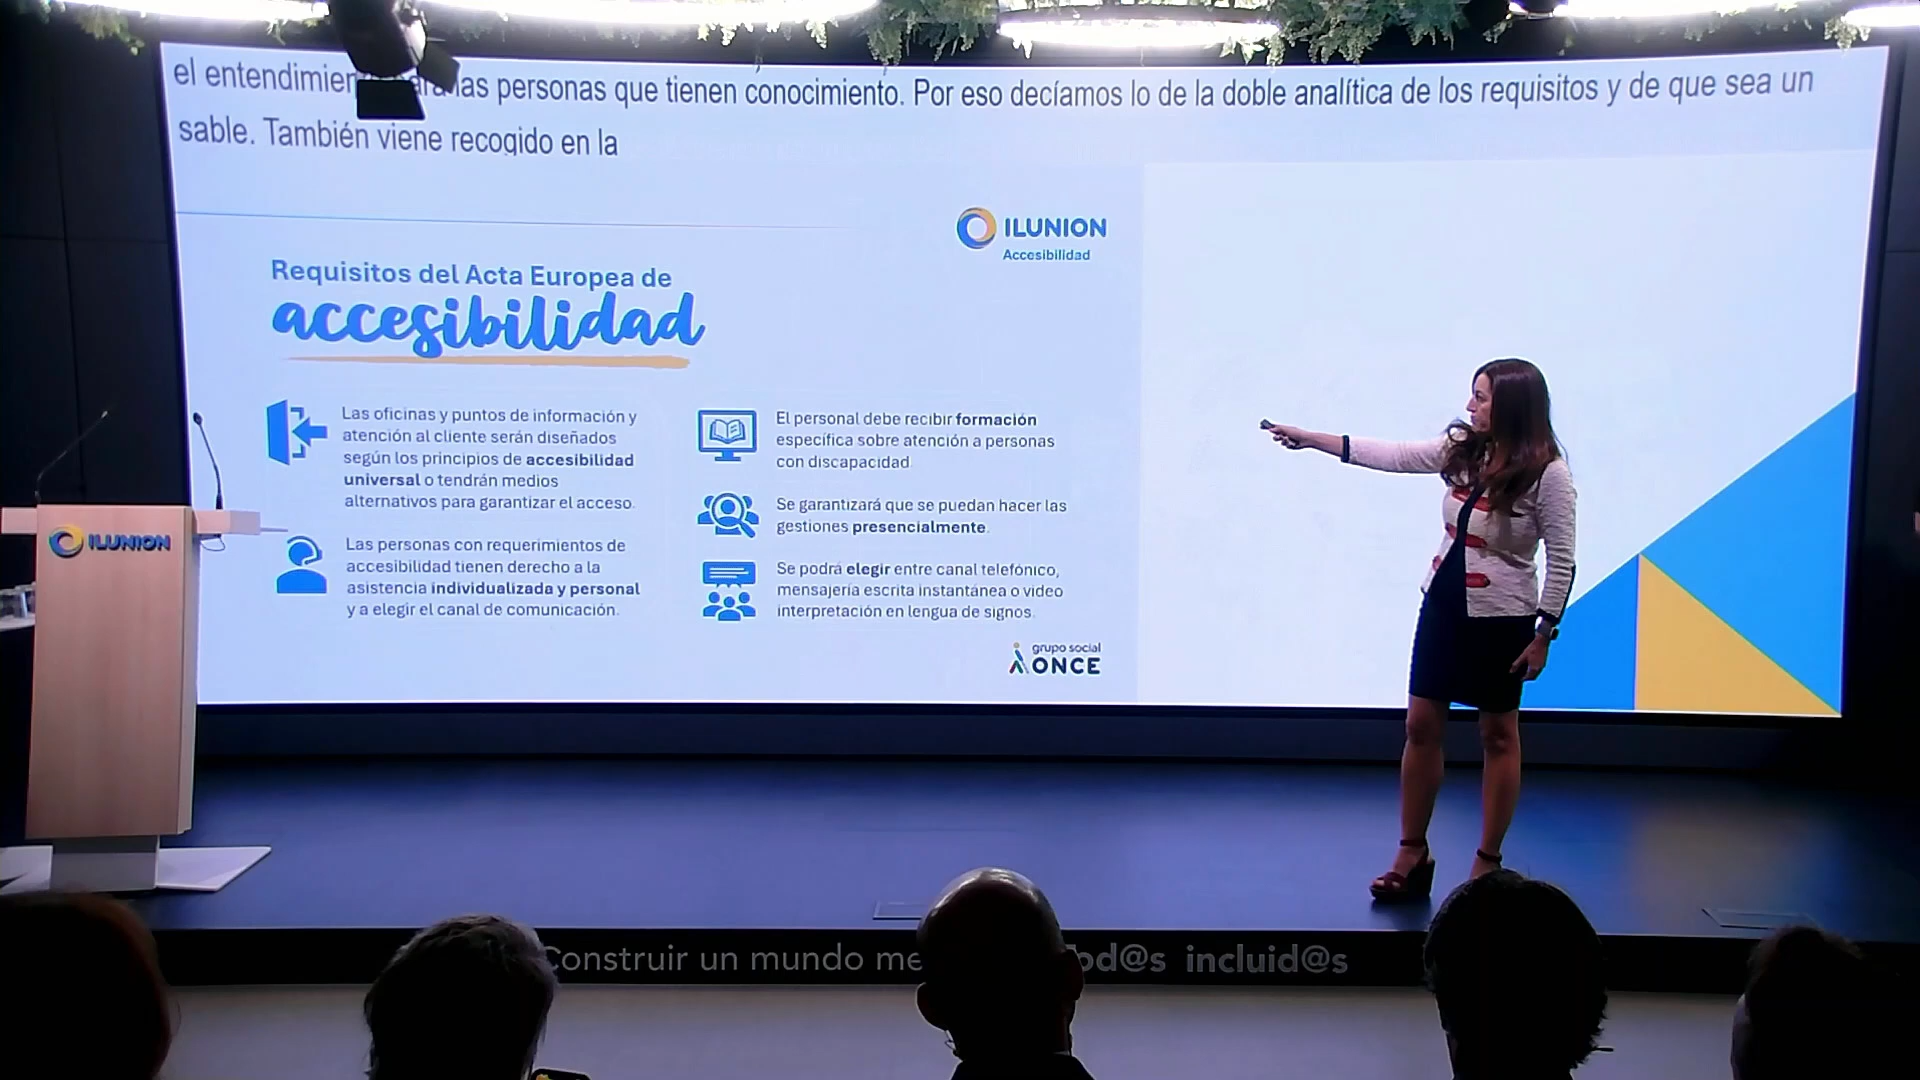 el entendimien las personas que tienen conocimiento. Por eso decíamos lo de la doble analítica de los requisitos y de que sea un
sable. También viene recogido en la
ILUNION
Accesibilidad
Requisitos del Acta Europea de
accesibilidad
Las oficinas y puntos de información y
atención al cliente serán diseñados
según los principios de accesibilidad
universal o tendrán medios
alternativos para garantizar el acceso.
Las personas con requerimientos de
accesibilidad tienen derecho a la
asistencia individualizada y personal
y a elegir el canal de comunicación.
El personal debe recibir formación
específica sobre atención a personas
con discapacidad
Se garantizará que se puedan hacer las
gestiones presencialmente.
Se podrá elegir entre canal telefónico,
mensajería escrita instantánea o video
interpretación en lengua de signos.
grupo social
ONCE
ILUNION
Construir un mundo me od@s incluid@s